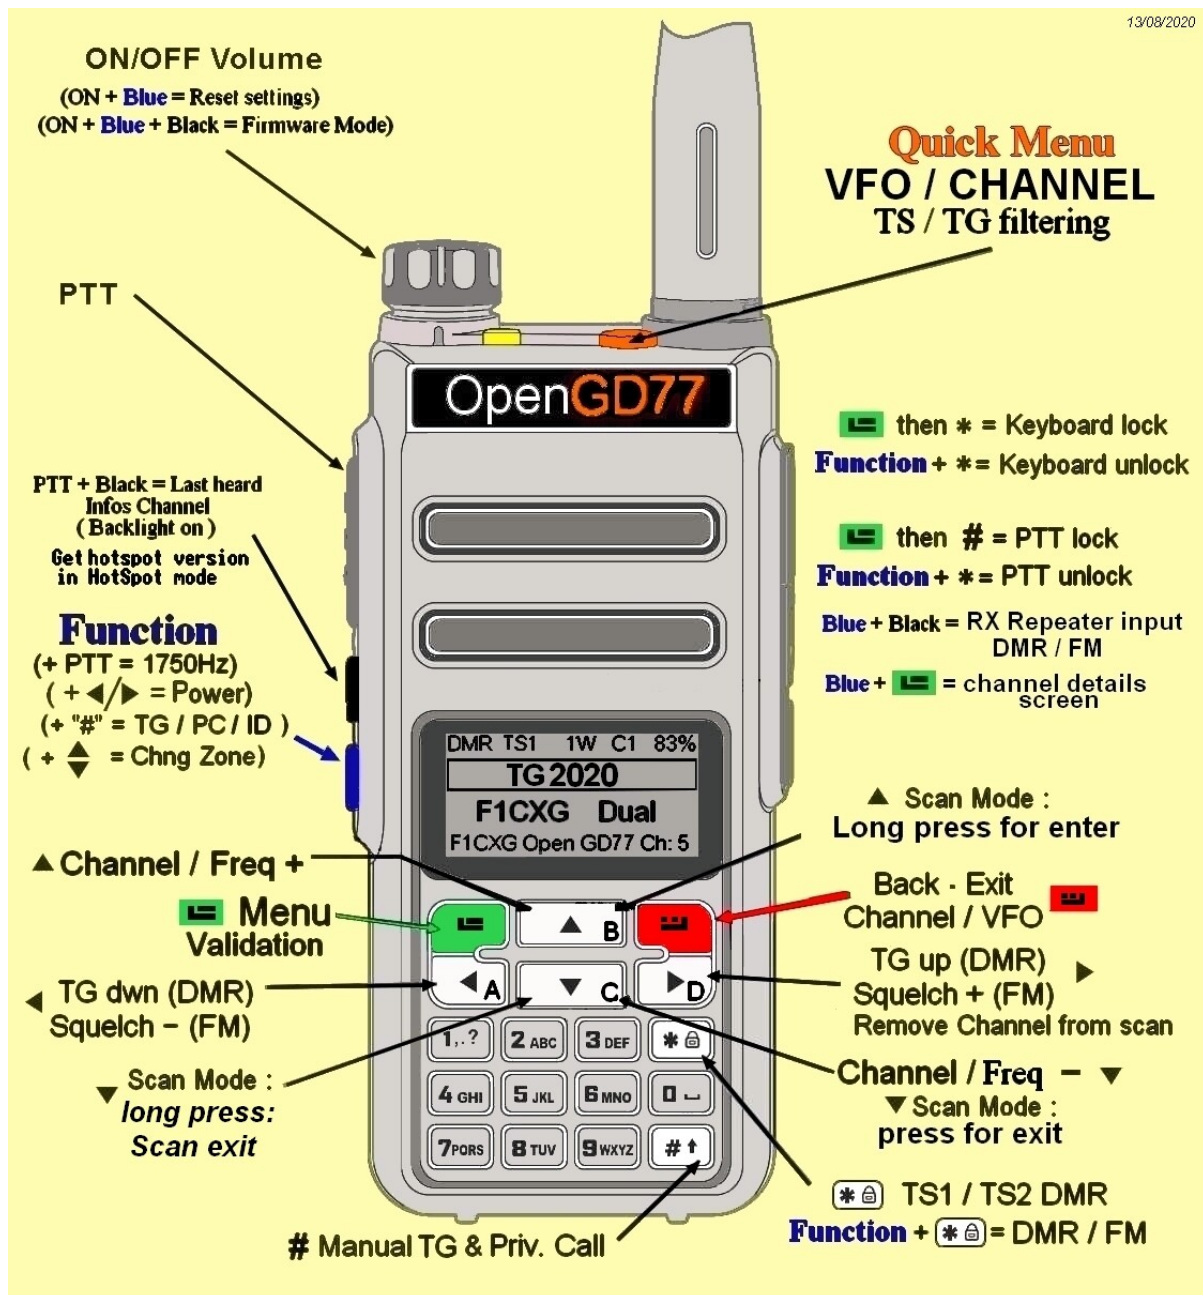 13/08/2020
ON/OFF Volume
(ON + Blue = Reset settings)
(ON + Blue + Black = Firmware Mode)
Quick Menu
VFO / CHANNEL
TS / TG filtering
PTT
OpenGD77
then * = Keyboard lock
Function + * = Keyboard unlock
then # = PTT lock
Function + * = PTT unlock
Blue + Black = RX Repeater input
DMR / FM
Blue + = channel details
screen
PTT + Black = Last heard
Infos Channel
( Backlight on )
Get hotspot version
in HotSpot mode
Function
(+ PTT = 1750Hz)
( + ◀/▶ = Power)
(+ "#" = TG / PC / ID )
( + ▲▼ = Chng Zone)
DMR TS1 1W C1 83%
TG 2020
F1CXG Dual
F1CXG Open GD77 Ch: 5
▲ Channel / Freq +
Menu
Validation
◀ TG dwn (DMR)
Squelch − (FM)
▼ Scan Mode :
long press:
Scan exit
▲ Scan Mode :
Long press for enter
Back - Exit
Channel / VFO
TG up (DMR) ▶
Squelch + (FM)
Remove Channel from scan
Channel / Freq − ▼
▼ Scan Mode :
press for exit
▲ B
◀ A ▼ C ▶ D
1,.? 2 ABC 3 DEF *
4 GHI 5 JKL 6 MNO 0
7PQRS 8 TUV 9 WXYZ # ↑
* TS1 / TS2 DMR
Function + * = DMR / FM
# Manual TG & Priv. Call